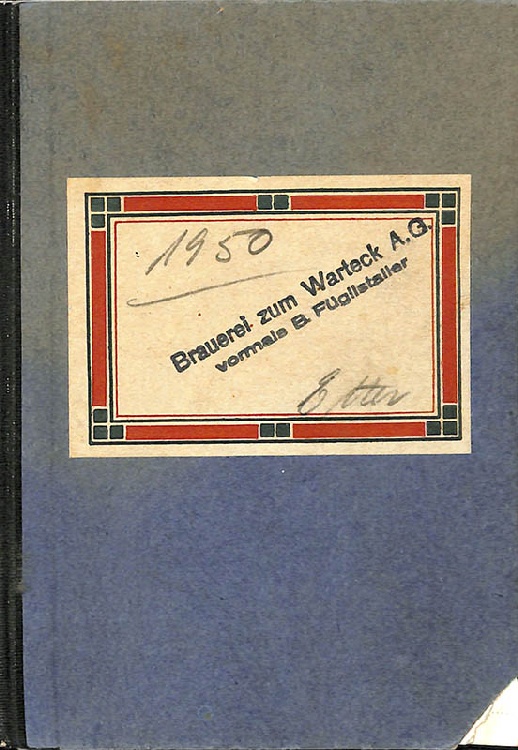 1950
Brauerei zum Warteck A.G.
vormals B. Füglistaller
Etter